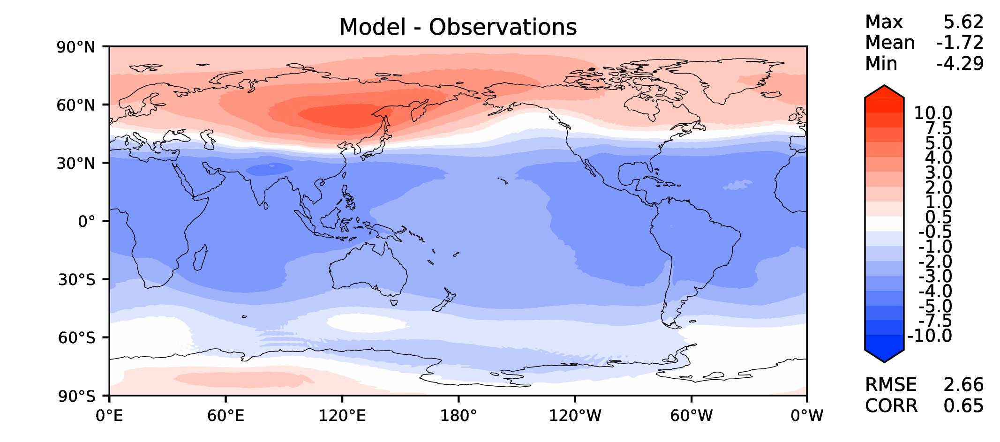 Model - Observations
Max 5.62
Mean -1.72
Min -4.29
90°N
60°N
30°N
0°
30°S
60°S
90°S
0°E 60°E 120°E 180° 120°W 60°W 0°W
10.0
7.5
5.0
4.0
3.0
2.0
1.0
0.5
-0.5
-1.0
-2.0
-3.0
-4.0
-5.0
-7.5
-10.0
RMSE 2.66
CORR 0.65